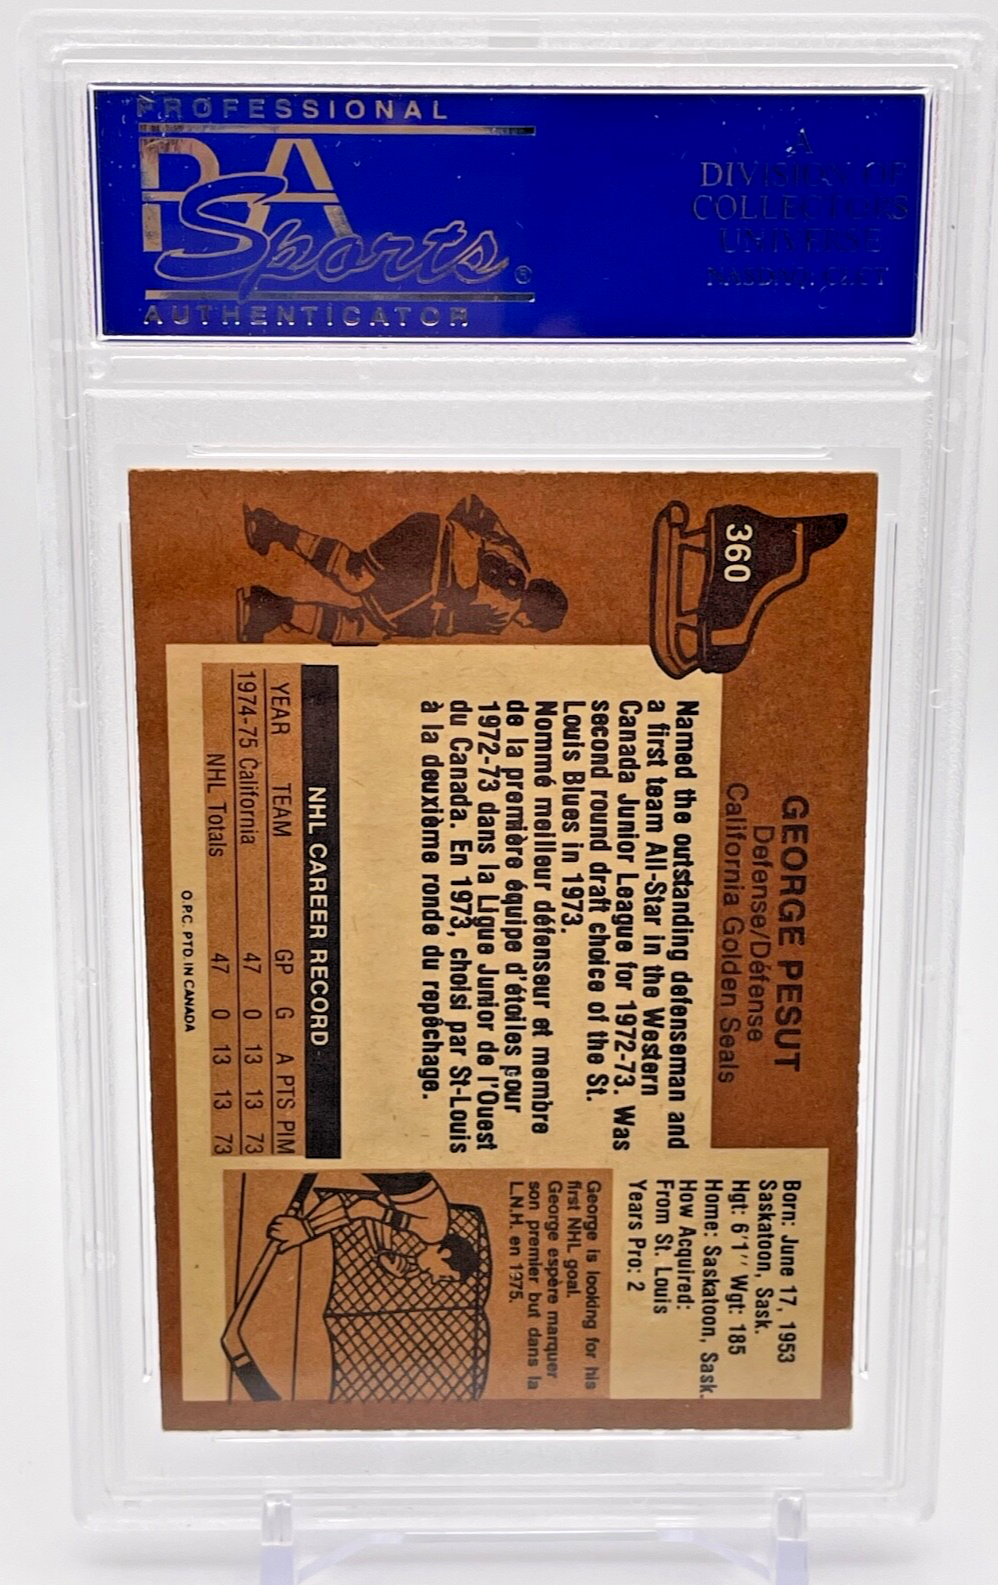 PROFESSIONAL
PSA
Sports®
AUTHENTICATOR
A
DIVISION OF
COLLECTORS
UNIVERSE
NASDAQ: CLCT
360
GEORGE PESUT
Defense/Défense
California Golden Seals
Born: June 17, 1953
Saskatoon, Sask.
Hgt: 6'1'' Wgt: 185
Home: Saskatoon, Sask.
How Acquired:
From St. Louis
Years Pro: 2
Named the outstanding defenseman and
a first team All-Star in the Western
Canada Junior League for 1972-73. Was
second round draft choice of the St.
Louis Blues in 1973.
Nommé meilleur défenseur et membre
de la première équipe d'étoiles pour
1972-73 dans la Ligue Junior de l'Ouest
du Canada. En 1973, choisi par St-Louis
à la deuxième ronde du repêchage.
George is looking for his
first NHL goal.
George espère marquer
son premier but dans la
L.N.H. en 1975.
NHL CAREER RECORD
YEAR TEAM GP G A PTS PIM
1974-75 California 47 0 13 13 73
NHL Totals 47 0 13 13 73
O.P.C. PTD. IN CANADA